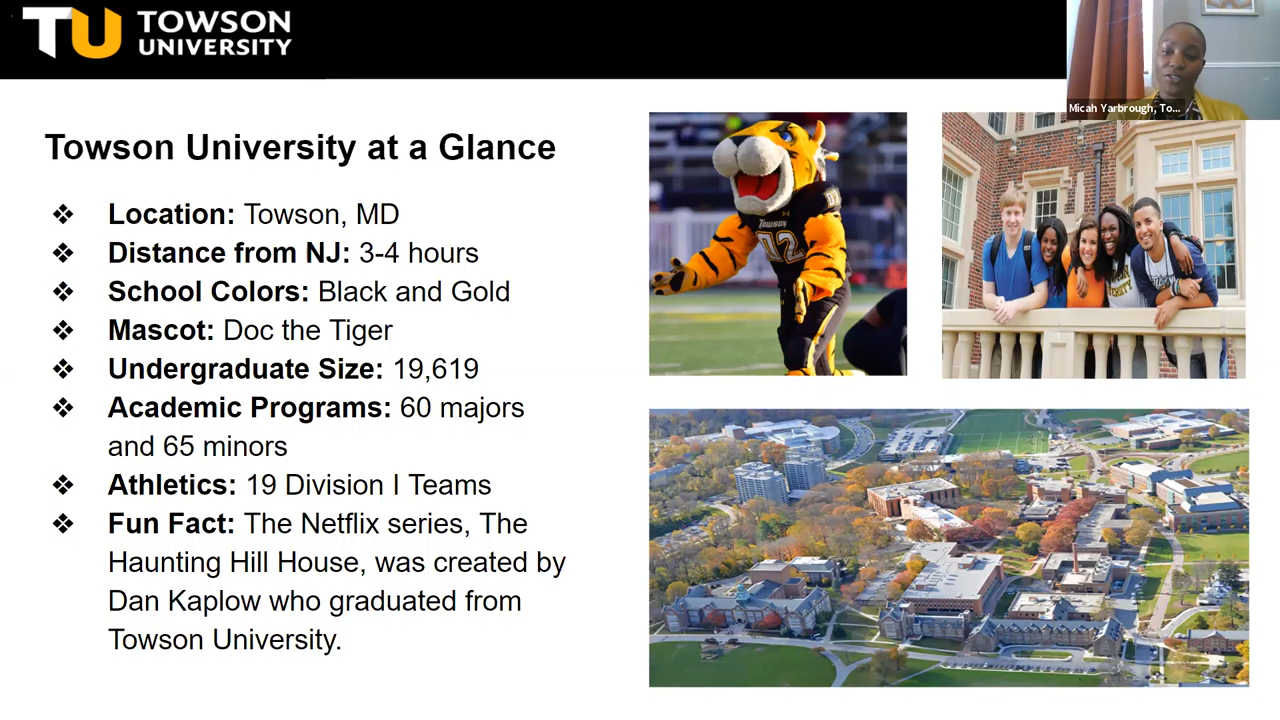 TU TOWSON
UNIVERSITY
Micah Yarbrough, To...
Towson University at a Glance
❖ Location: Towson, MD
❖ Distance from NJ: 3-4 hours
❖ School Colors: Black and Gold
❖ Mascot: Doc the Tiger
❖ Undergraduate Size: 19,619
❖ Academic Programs: 60 majors
and 65 minors
❖ Athletics: 19 Division I Teams
❖ Fun Fact: The Netflix series, The
Haunting Hill House, was created by
Dan Kaplow who graduated from
Towson University.
TOWSON
02